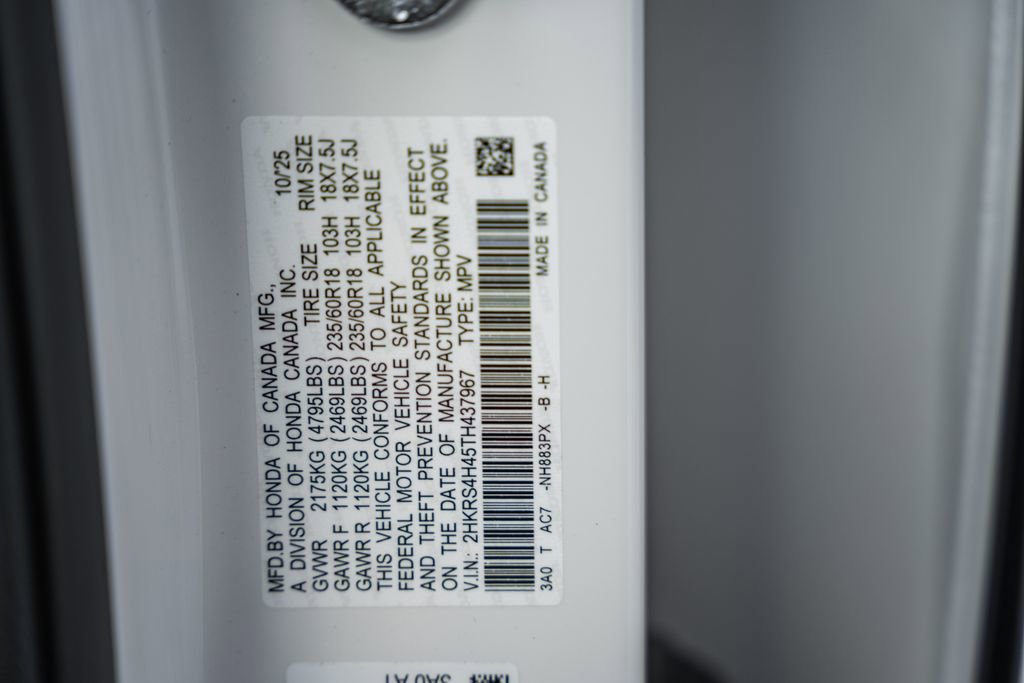 MFD.BY HONDA OF CANADA MFG., 10/25
A DIVISION OF HONDA CANADA INC.
GVWR 2175KG (4795LBS) TIRE SIZE RIM SIZE
GAWR F 1120KG (2469LBS) 235/60R18 103H 18X7.5J
GAWR R 1120KG (2469LBS) 235/60R18 103H 18X7.5J
THIS VEHICLE CONFORMS TO ALL APPLICABLE
FEDERAL MOTOR VEHICLE SAFETY
AND THEFT PREVENTION STANDARDS IN EFFECT
ON THE DATE OF MANUFACTURE SHOWN ABOVE.
V.I.N.: 2HKRS4H45TH437967 TYPE: MPV
3A0 T AC7 -NH883PX -B -H MADE IN CANADA